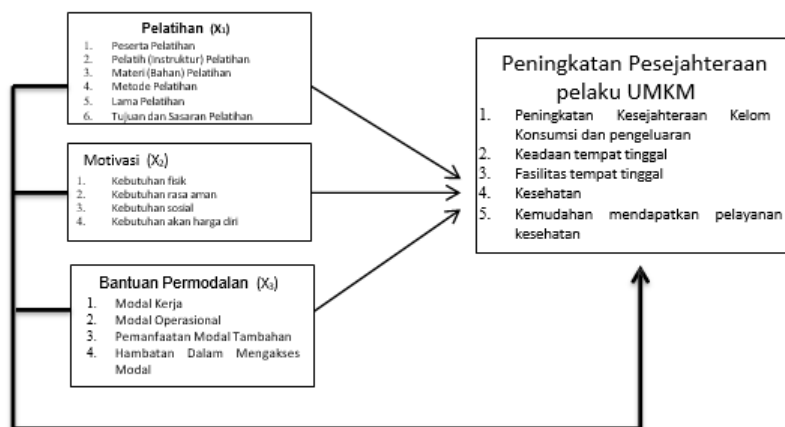 Pelatihan (X₁)
1. Peserta Pelatihan
2. Pelatih (Instruktur) Pelatihan
3. Materi (Bahan) Pelatihan
4. Metode Pelatihan
5. Lama Pelatihan
6. Tujuan dan Sasaran Pelatihan
Motivasi (X₂)
1. Kebutuhan fisik
2. Kebutuhan rasa aman
3. Kebutuhan sosial
4. Kebutuhan akan harga diri
Bantuan Permodalan (X₃)
1. Modal Kerja
2. Modal Operasional
3. Pemanfaatan Modal Tambahan
4. Hambatan Dalam Mengakses
Modal
Peningkatan Pesejahteraan
pelaku UMKM
1. Peningkatan Kesejahteraan Kelom
Konsumsi dan pengeluaran
2. Keadaan tempat tinggal
3. Fasilitas tempat tinggal
4. Kesehatan
5. Kemudahan mendapatkan pelayanan
kesehatan